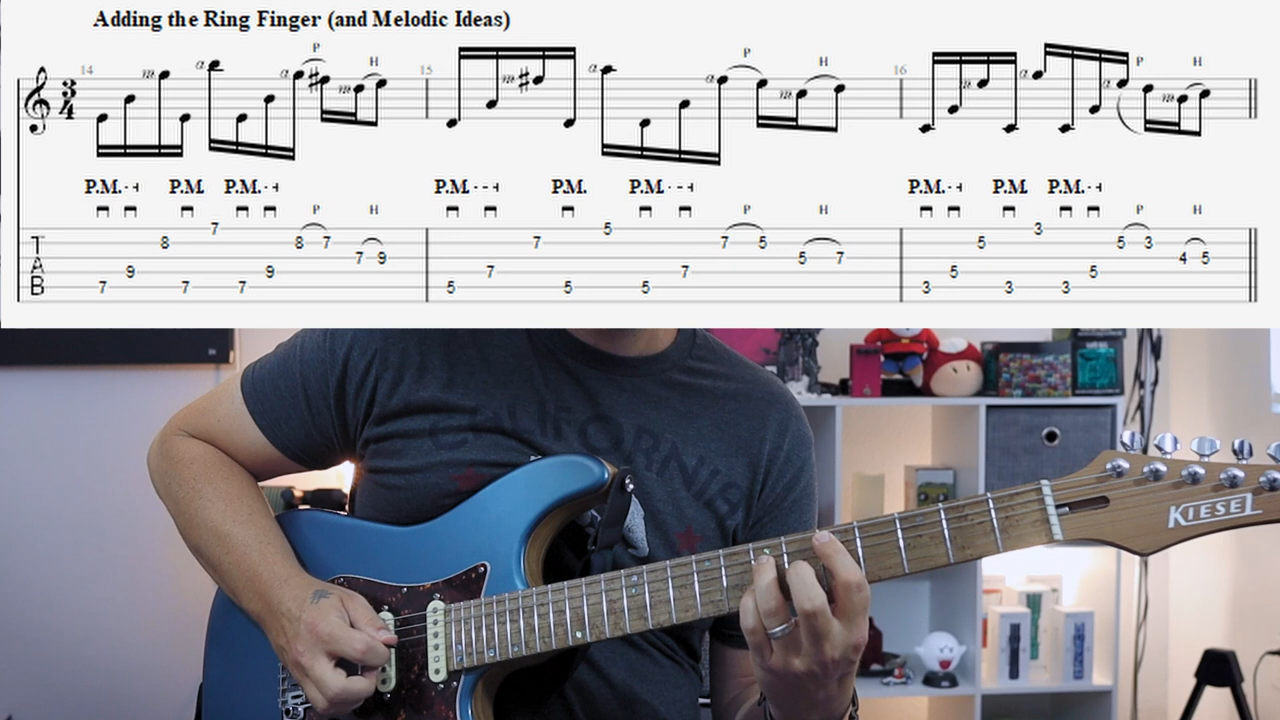 Adding the Ring Finger (and Melodic Ideas)
P P P
14 m a a H 15 m a a H 16 m a a H
3
4 m m m
P.M. P.M. P.M. P.M. P.M. P.M. P.M. P.M. P.M.
P H P H P H
7 5 3
T 8 8 7 7 7 5 5 5 3
A 7 9 5 7 4 5
9 9 7 7 5 5
B 7 7 7 5 5 5 3 3 3
CALIFORNIA
KIESEL